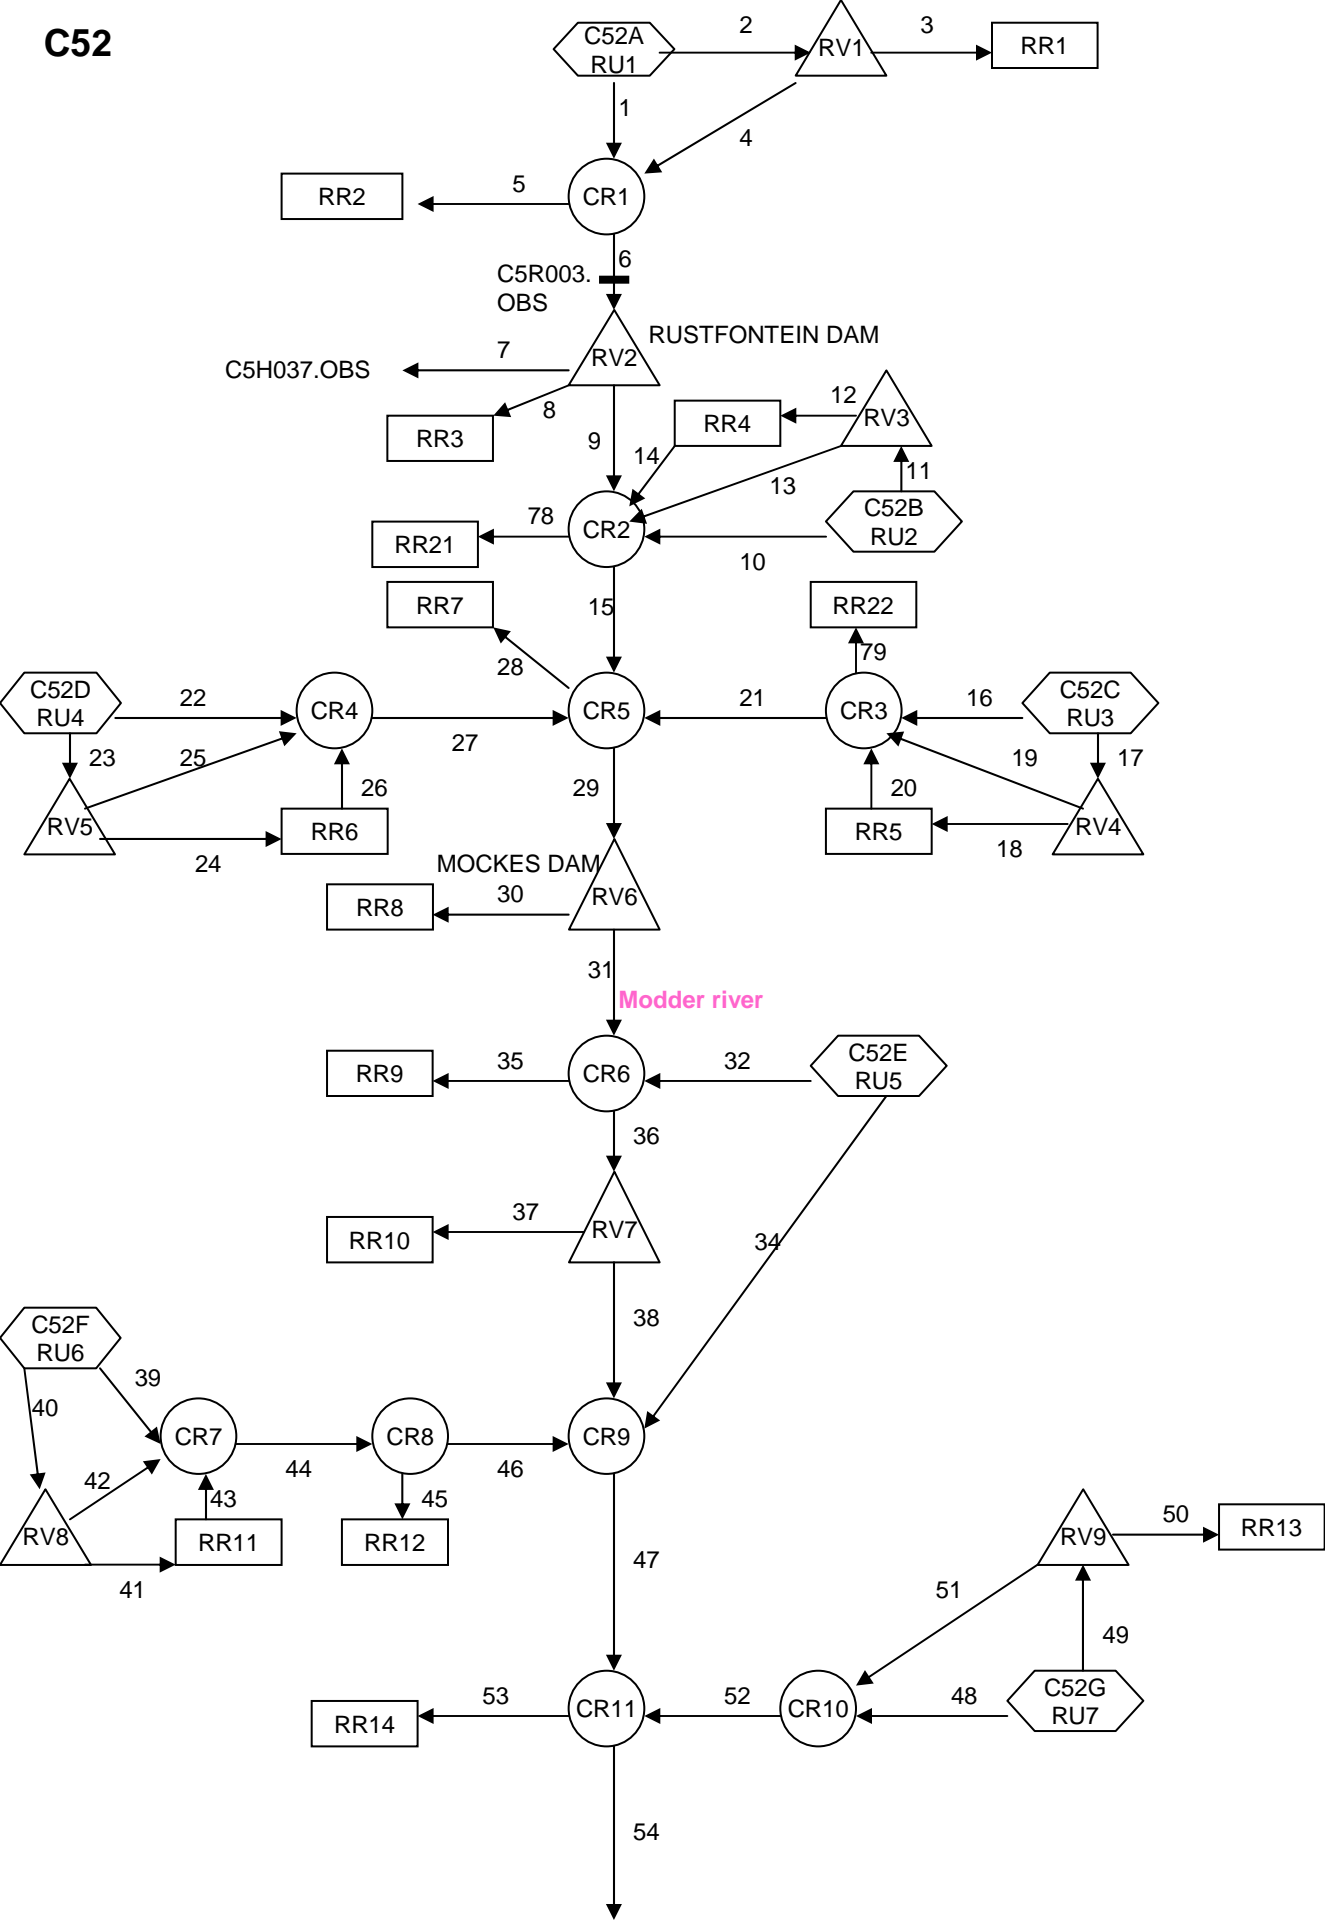 C52
C52A
RU1
2
RV1
3
RR1
1
4
RR2
5
CR1
6
C5R003.
OBS
RUSTFONTEIN DAM
RV2
7
C5H037.OBS
8
RR3
9
RR4
12
RV3
14
13
11
C52B
RU2
78
CR2
RR21
10
RR7
15
RR22
28
79
C52D
RU4
22
CR4
27
CR5
21
CR3
16
C52C
RU3
23
25
26
29
20
19
17
RV5
24
RR6
RR5
18
RV4
MOCKES DAM
RR8
30
RV6
31
Modder river
RR9
35
CR6
32
C52E
RU5
36
RR10
37
RV7
34
38
C52F
RU6
39
40
CR7
44
CR8
46
CR9
42
43
45
RV8
41
RR11
RR12
47
RV9
50
RR13
51
49
RR14
53
CR11
52
CR10
48
C52G
RU7
54